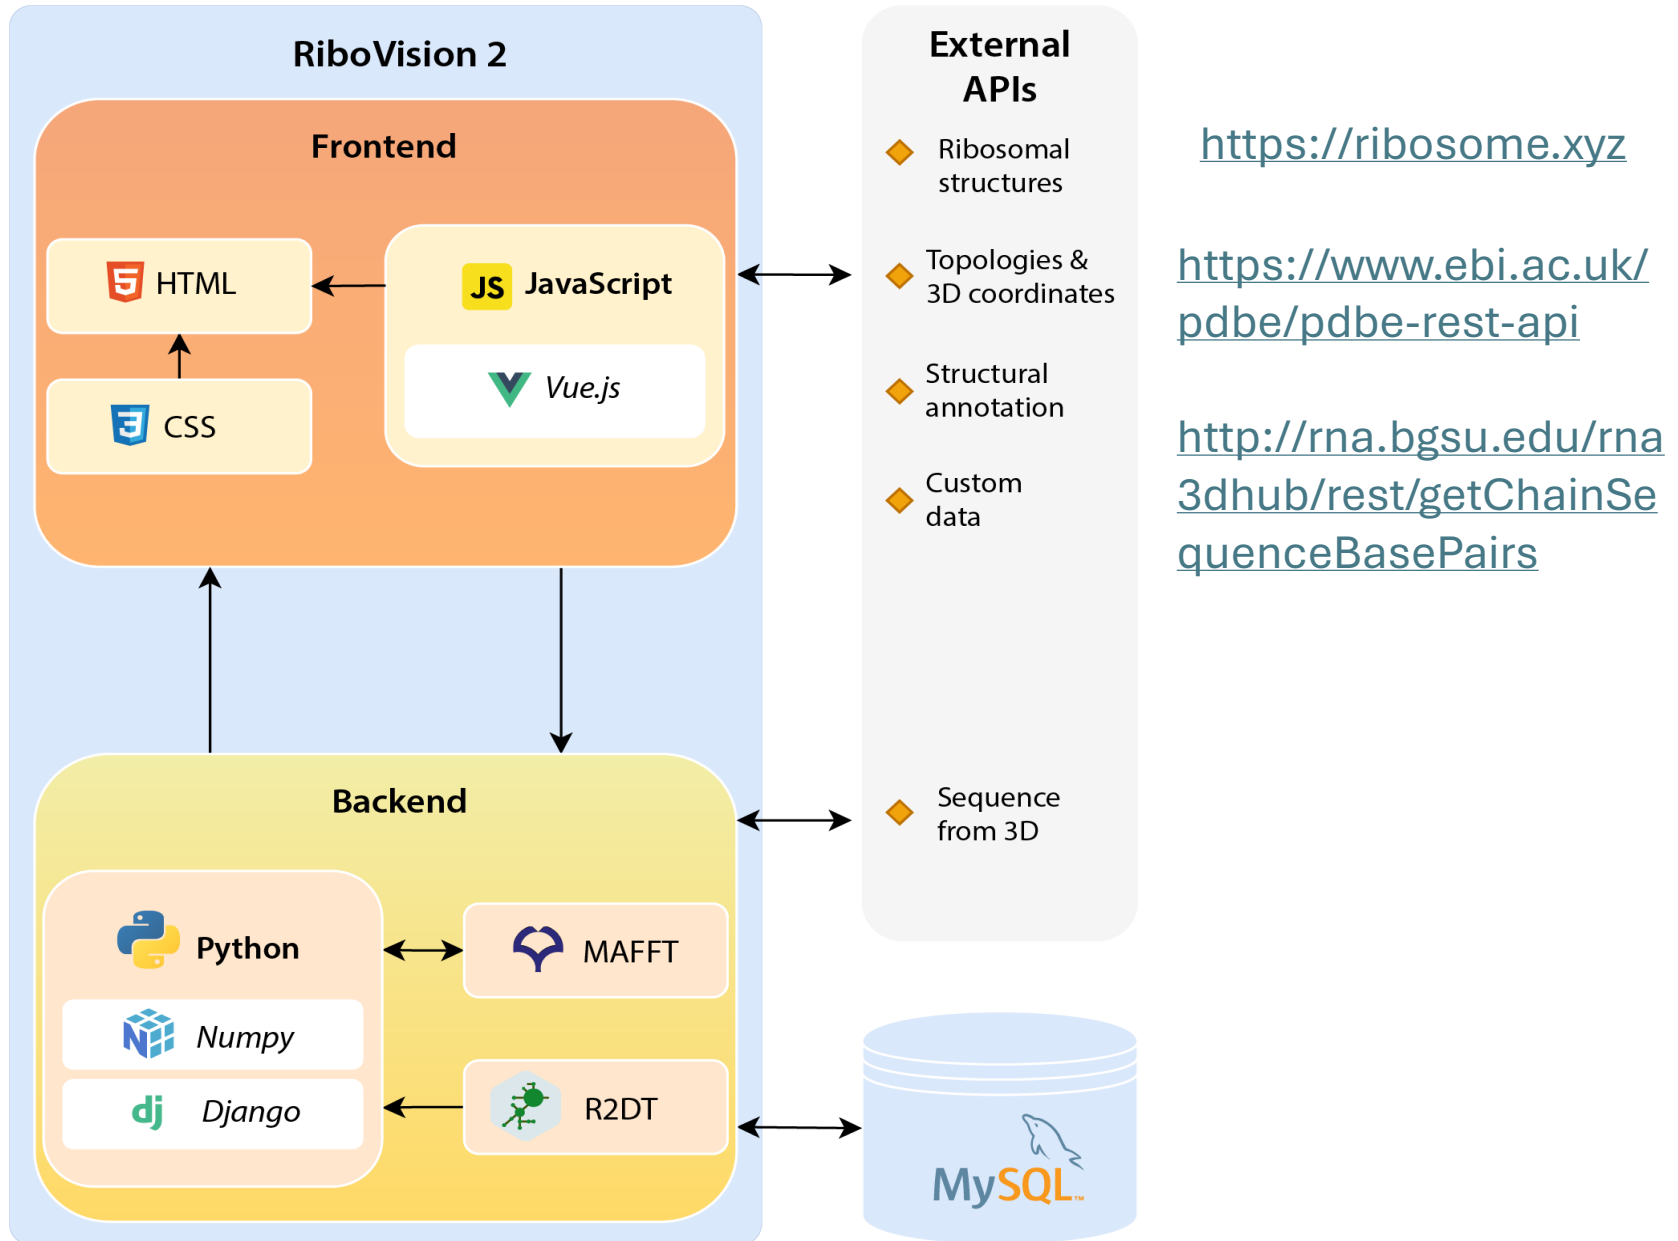 RiboVision 2
Frontend
HTML
CSS
JS JavaScript
Vue.js
Backend
Python
Numpy
dj Django
MAFFT
R2DT
External
APIs
Ribosomal
structures
Topologies &
3D coordinates
Structural
annotation
Custom
data
Sequence
from 3D
MySQL™
https://ribosome.xyz
https://www.ebi.ac.uk/
pdbe/pdbe-rest-api
http://rna.bgsu.edu/rna
3dhub/rest/getChainSe
quenceBasePairs